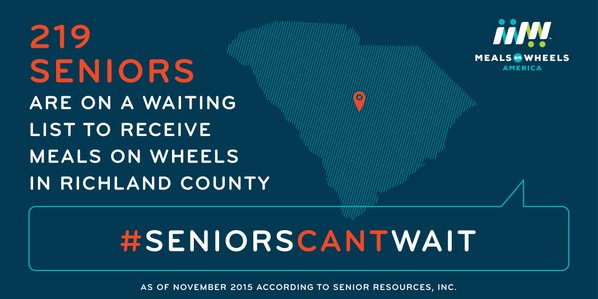 219
SENIORS
ARE ON A WAITING
LIST TO RECEIVE
MEALS ON WHEELS
IN RICHLAND COUNTY
MEALS ON WHEELS
AMERICA
#SENIORSCANTWAIT
AS OF NOVEMBER 2015 ACCORDING TO SENIOR RESOURCES, INC.